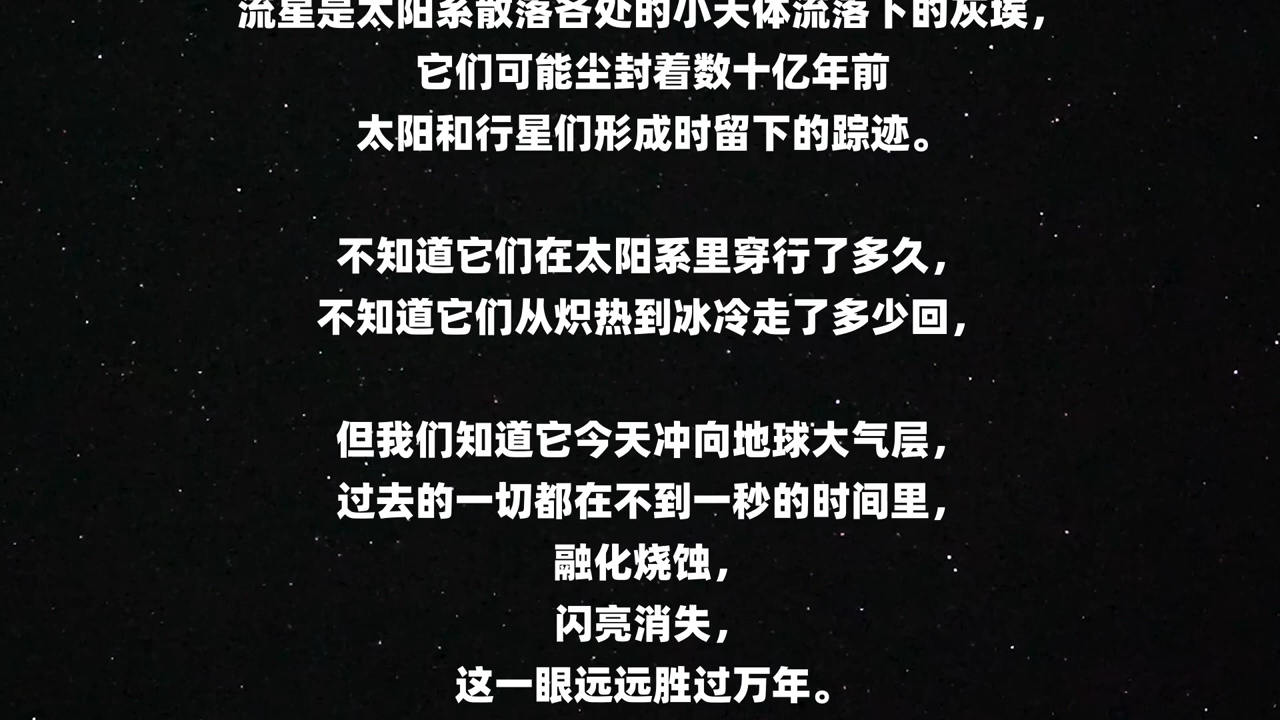 流星是太阳系散落各处的小天体流落下的灰埃，
它们可能尘封着数十亿年前
太阳和行星们形成时留下的踪迹。
不知道它们在太阳系里穿行了多久，
不知道它们从炽热到冰冷走了多少回，
但我们知道它今天冲向地球大气层，
过去的一切都在不到一秒的时间里，
融化烧蚀，
闪亮消失，
这一眼远远胜过万年。